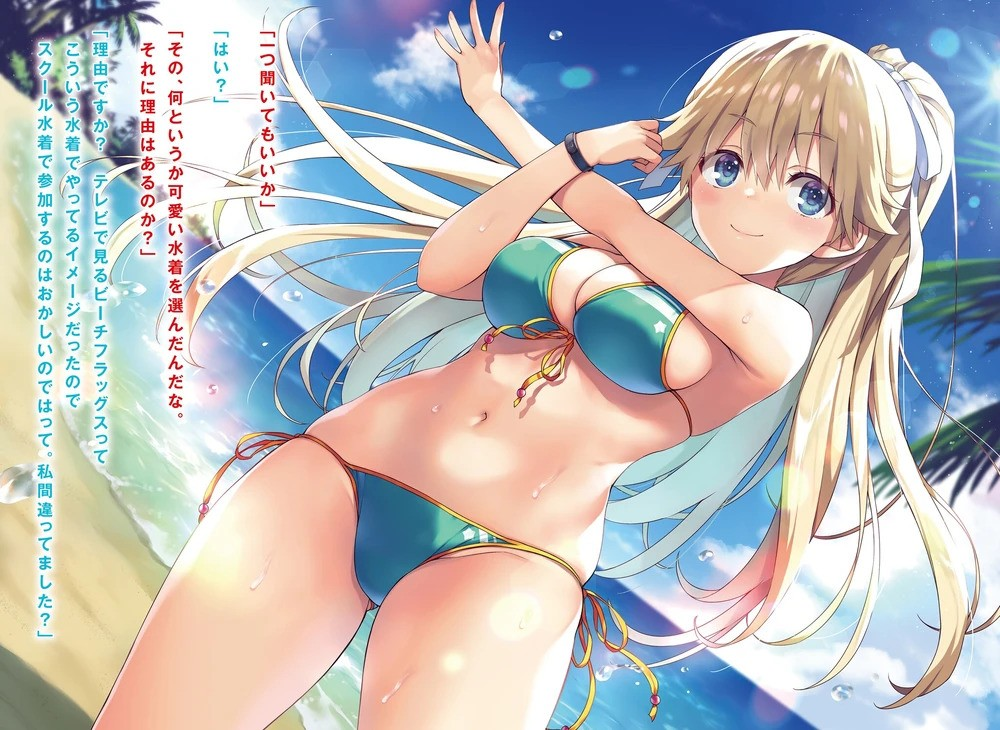 「一つ聞いてもいいか」
「はい？」
「その、何というか可愛い水着を選んだんだな。
それに理由はあるのか？」
「理由ですか？　テレビで見るビーチフラッグスって
こういう水着でやってるイメージだったので
スクール水着で参加するのはおかしいのではって。私間違ってました？」